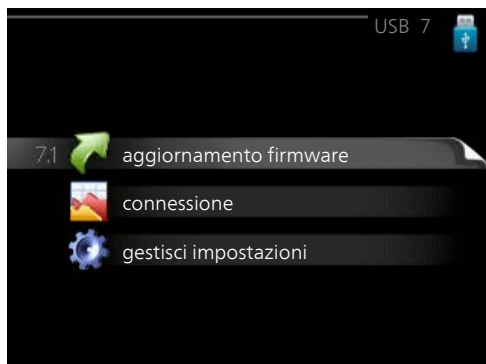 USB 7
7.1 aggiornamento firmware
connessione
gestisci impostazioni